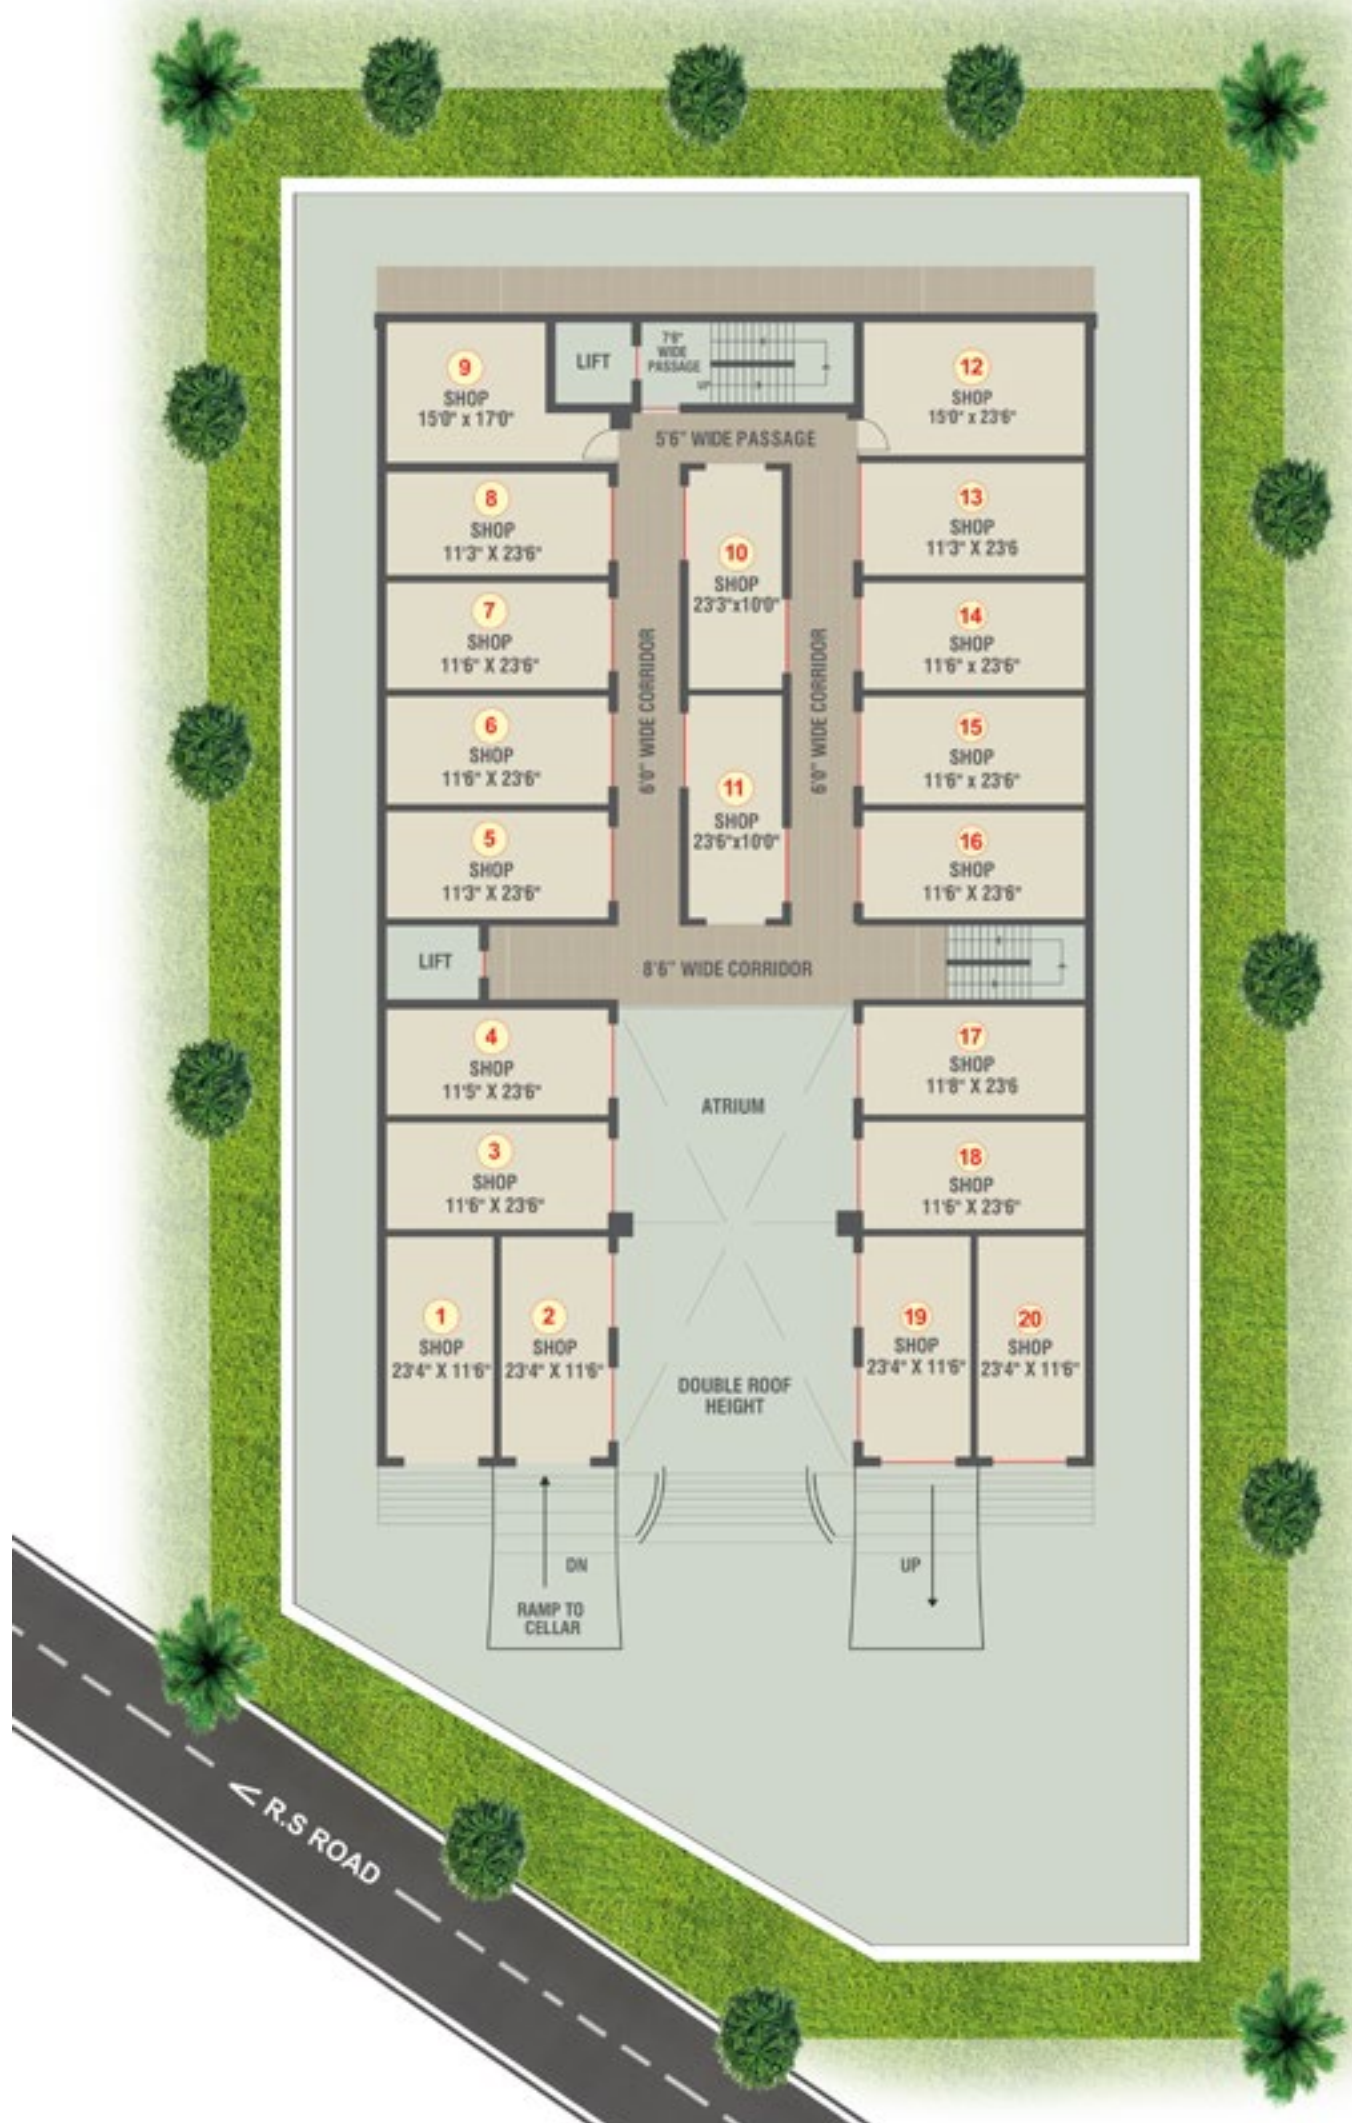 9
SHOP
15'0" x 17'0"
LIFT
7'6"
WIDE
PASSAGE
UP
12
SHOP
15'0" x 23'6"
5'6" WIDE PASSAGE
8
SHOP
11'3" X 23'6"
13
SHOP
11'3" X 23'6
10
SHOP
23'3"x10'0"
7
SHOP
11'6" X 23'6"
14
SHOP
11'6" x 23'6"
6'0" WIDE CORRIDOR
6'0" WIDE CORRIDOR
6
SHOP
11'6" X 23'6"
15
SHOP
11'6" x 23'6"
11
SHOP
23'6"x10'0"
5
SHOP
11'3" X 23'6"
16
SHOP
11'6" X 23'6"
LIFT
8'6" WIDE CORRIDOR
4
SHOP
11'5" X 23'6"
17
SHOP
11'8" X 23'6
ATRIUM
3
SHOP
11'6" X 23'6"
18
SHOP
11'6" X 23'6"
1
SHOP
23'4" X 11'6"
2
SHOP
23'4" X 11'6"
19
SHOP
23'4" X 11'6"
20
SHOP
23'4" X 11'6"
DOUBLE ROOF
HEIGHT
DN
RAMP TO
CELLAR
UP
< R.S ROAD